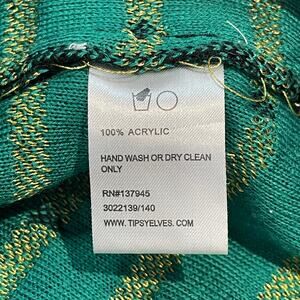 100% ACRYLIC
HAND WASH OR DRY CLEAN
ONLY
RN#137945
3022139/140
WWW.TIPSYELVES.COM